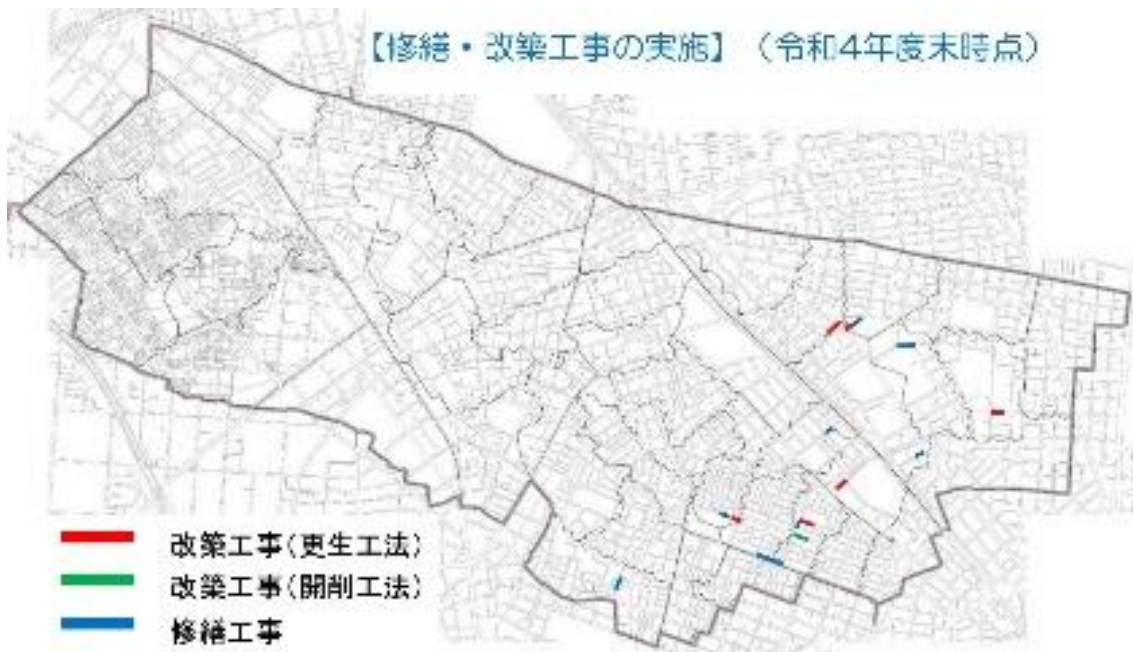 【修繕・改築工事の実施】（令和4年度末時点）
改築工事（更生工法）
改築工事（開削工法）
修繕工事